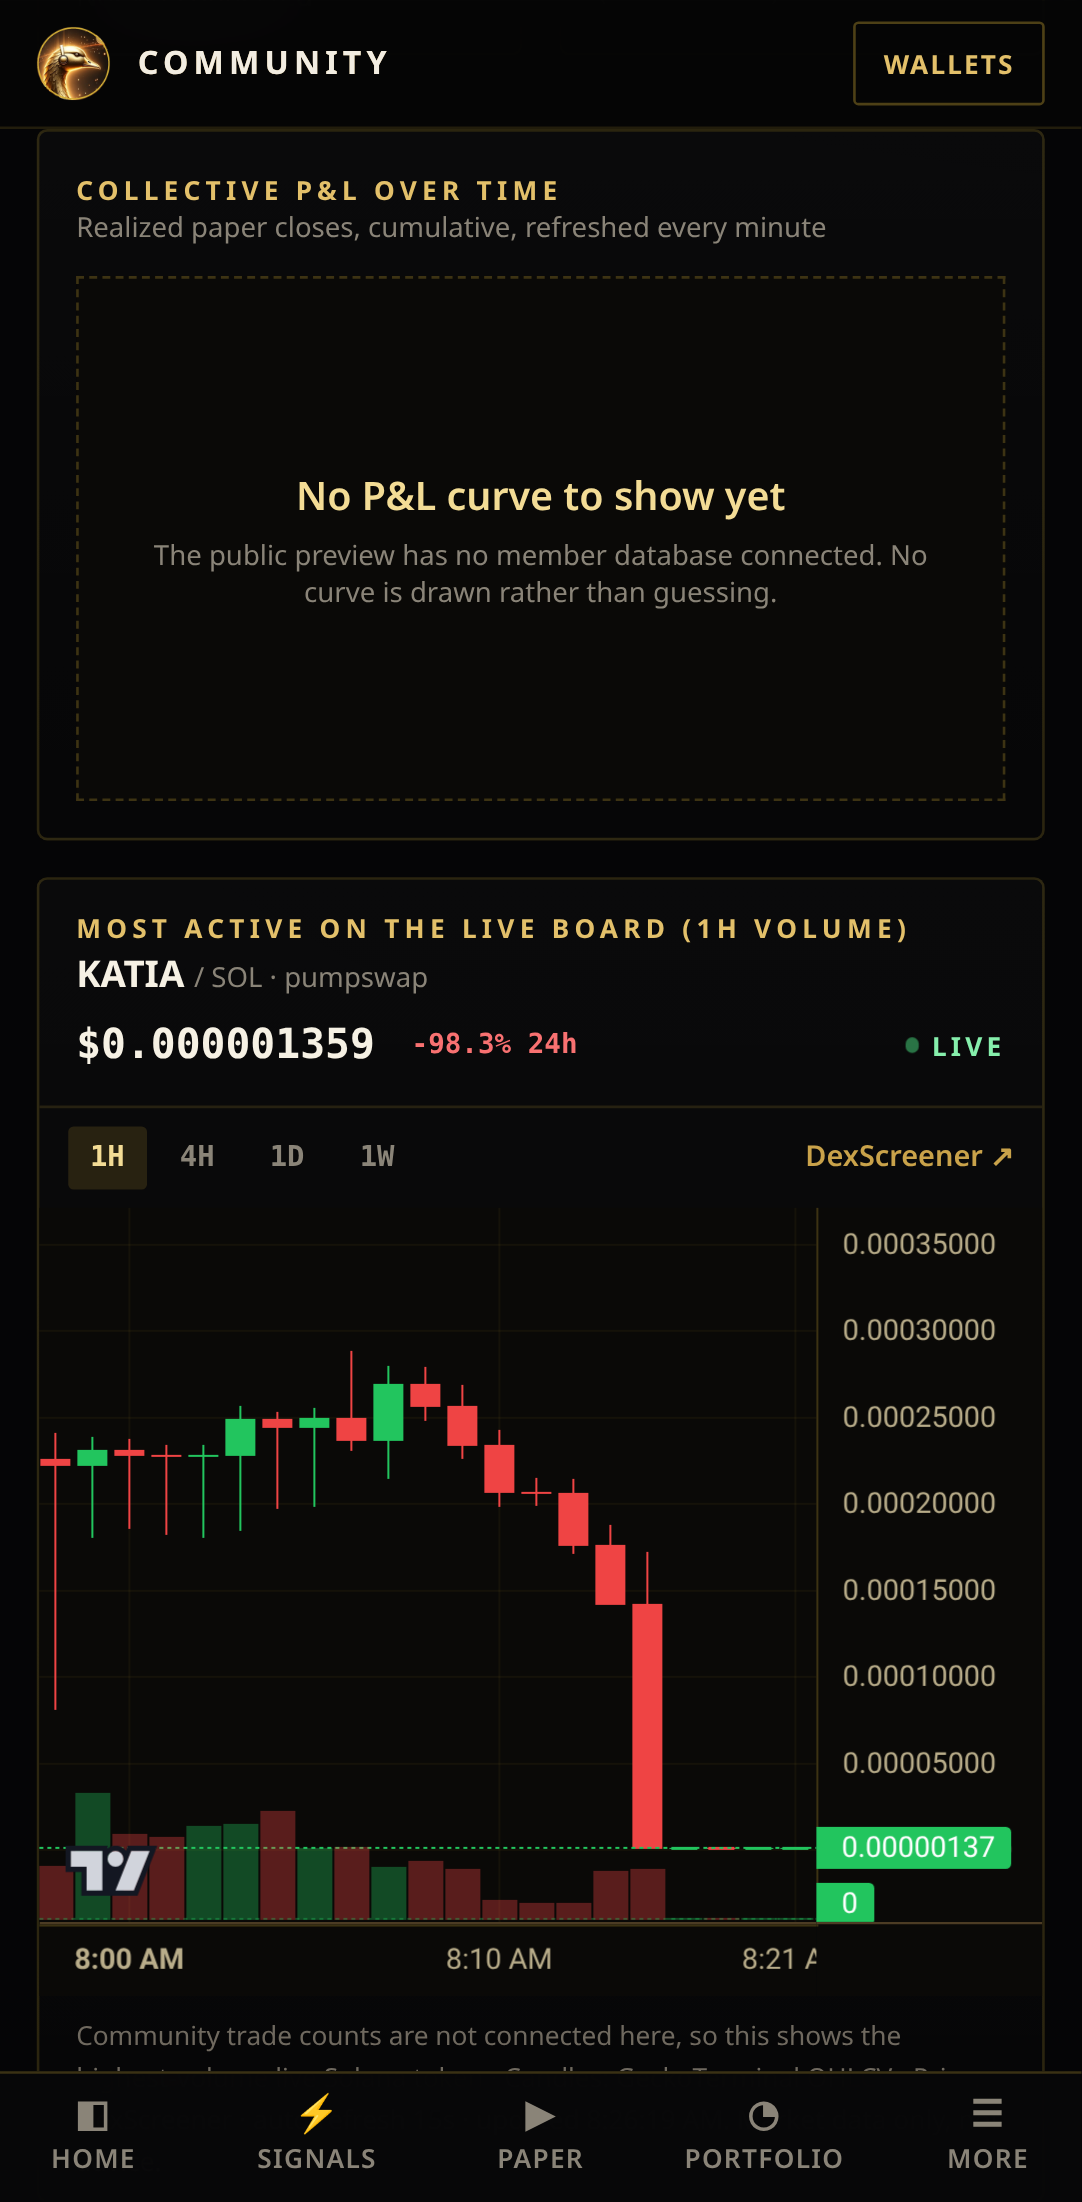 COMMUNITY
WALLETS
COLLECTIVE P&L OVER TIME
Realized paper closes, cumulative, refreshed every minute
No P&L curve to show yet
The public preview has no member database connected. No
curve is drawn rather than guessing.
MOST ACTIVE ON THE LIVE BOARD (1H VOLUME)
KATIA / SOL · pumpswap
$0.000001359 -98.3% 24h
LIVE
1H 4H 1D 1W
DexScreener ↗
0.00035000
0.00030000
0.00025000
0.00020000
0.00015000
0.00010000
0.00005000
0.00000137
0
8:00 AM 8:10 AM 8:21 A
Community trade counts are not connected here, so this shows the
HOME SIGNALS PAPER PORTFOLIO MORE